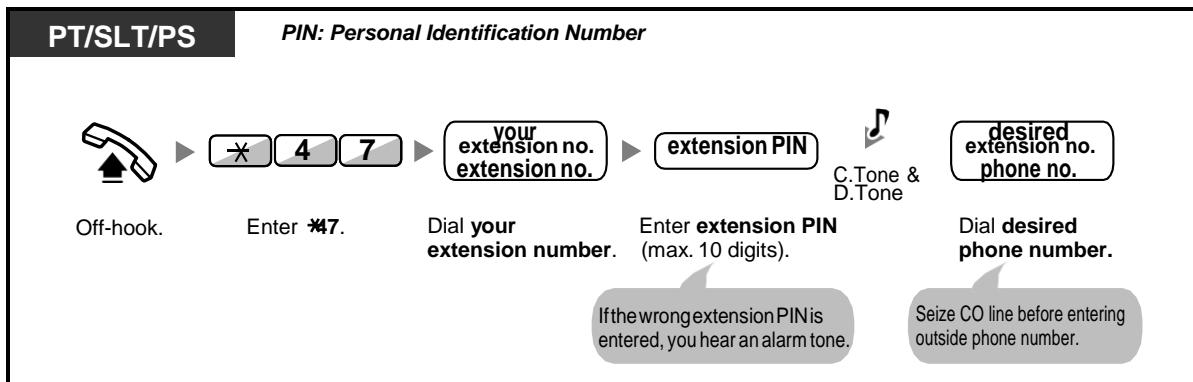 PT/SLT/PS
PIN: Personal Identification Number
* 4 7
your
extension no.
extension no.
extension PIN
C.Tone &
D.Tone
desired
extension no.
phone no.
Off-hook.
Enter *47.
Dial your
extension number.
Enter extension PIN
(max. 10 digits).
Dial desired
phone number.
If the wrong extension PIN is
entered, you hear an alarm tone.
Seize CO line before entering
outside phone number.